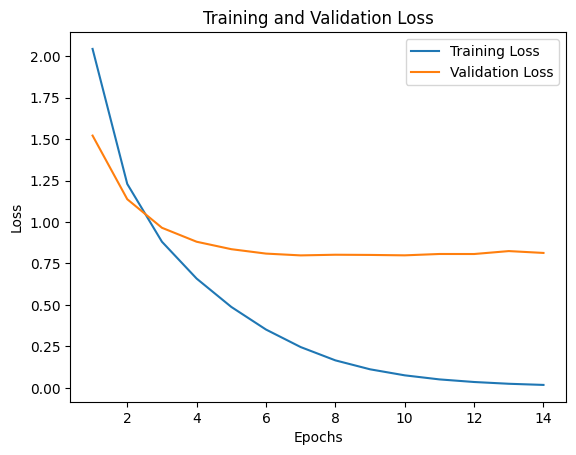 Training and Validation Loss
Training Loss
Validation Loss
2.00
1.75
1.50
1.25
1.00
0.75
0.50
0.25
0.00
Loss
2 4 6 8 10 12 14
Epochs